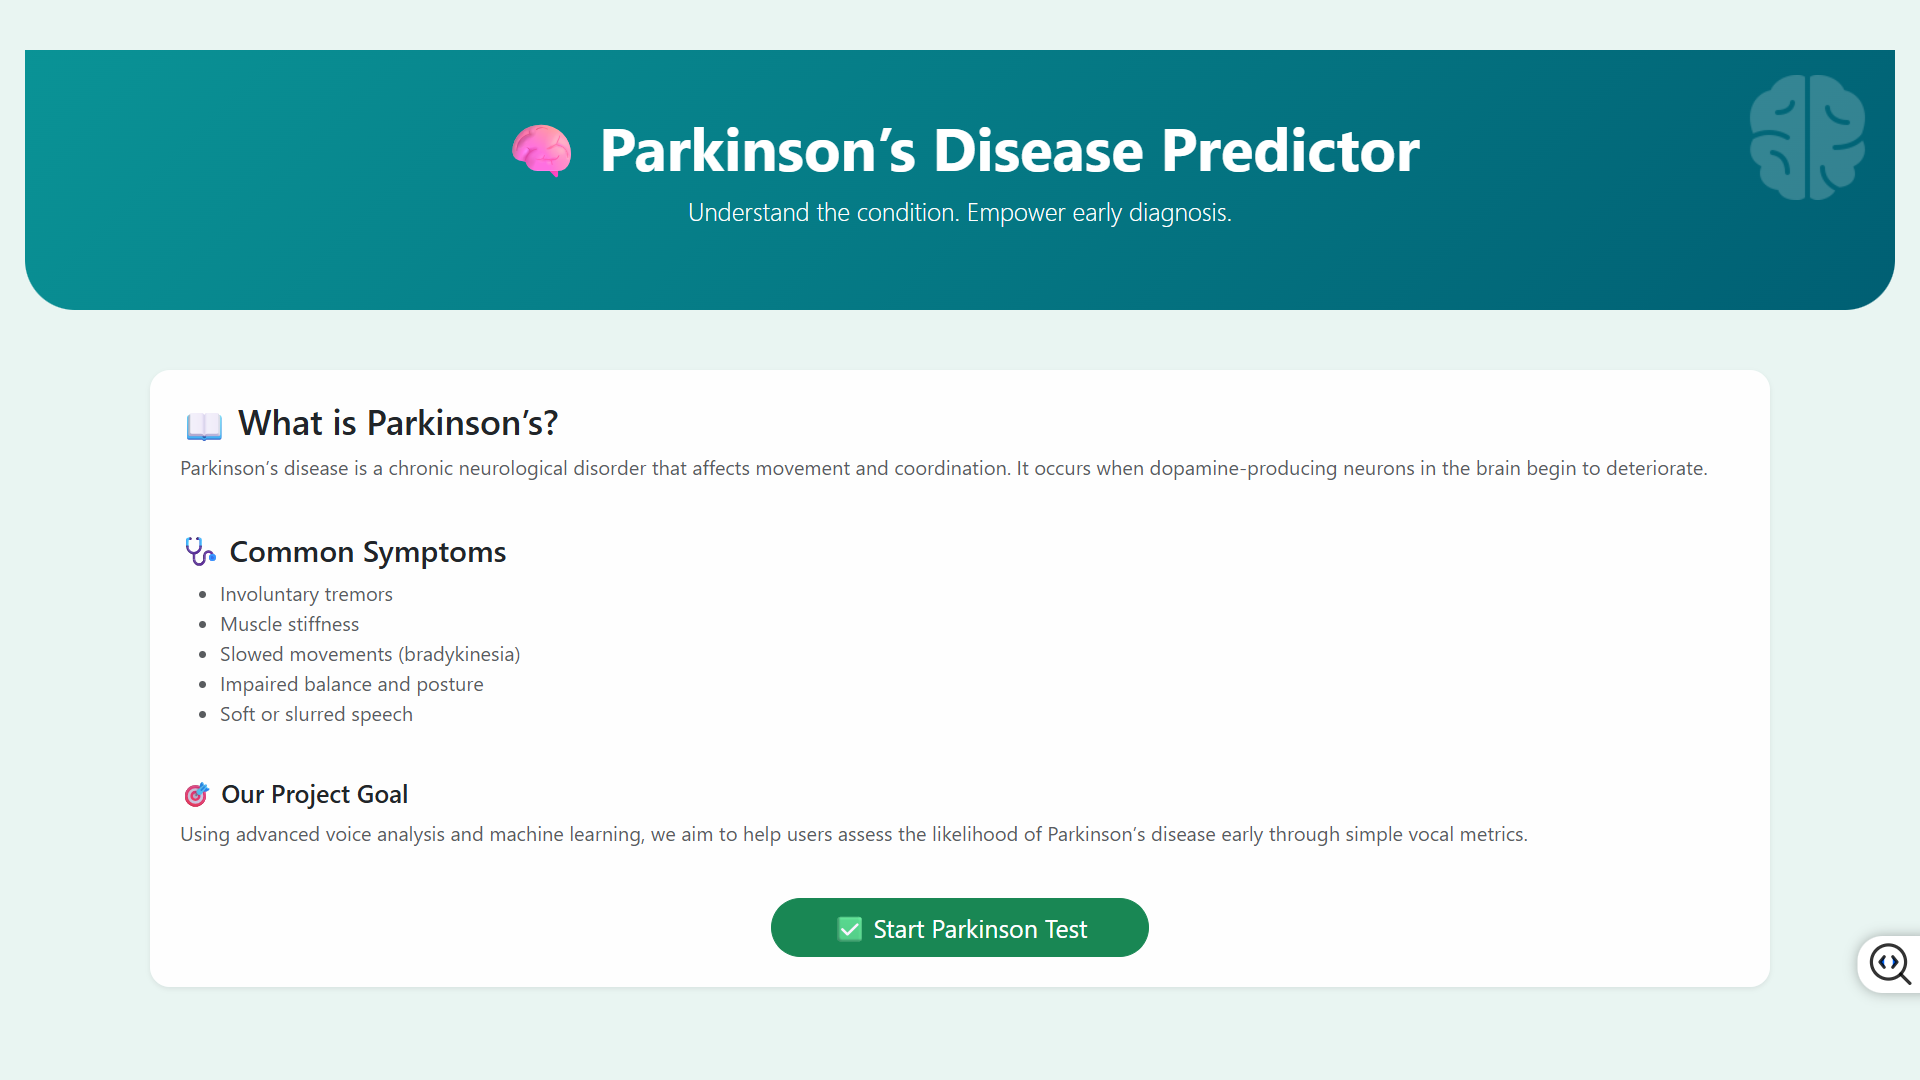 Parkinson’s Disease Predictor
Understand the condition. Empower early diagnosis.
What is Parkinson’s?
Parkinson’s disease is a chronic neurological disorder that affects movement and coordination. It occurs when dopamine-producing neurons in the brain begin to deteriorate.
Common Symptoms
Involuntary tremors
Muscle stiffness
Slowed movements (bradykinesia)
Impaired balance and posture
Soft or slurred speech
Our Project Goal
Using advanced voice analysis and machine learning, we aim to help users assess the likelihood of Parkinson’s disease early through simple vocal metrics.
Start Parkinson Test